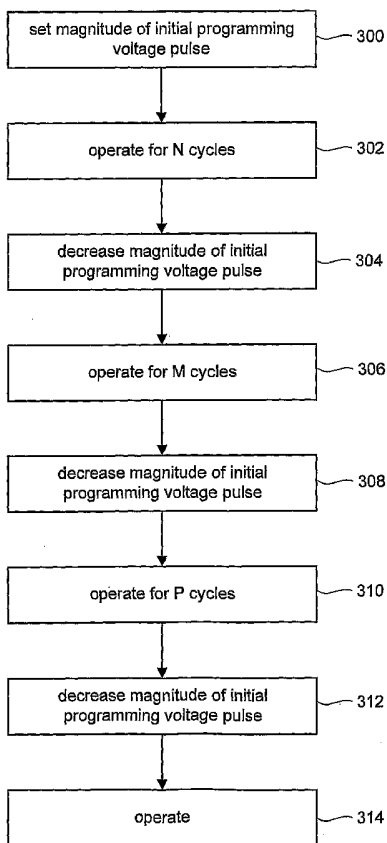 set magnitude of initial programming
voltage pulse
300
operate for N cycles
302
decrease magnitude of initial
programming voltage pulse
304
operate for M cycles
306
decrease magnitude of initial
programming voltage pulse
308
operate for P cycles
310
decrease magnitude of initial
programming voltage pulse
312
operate
314